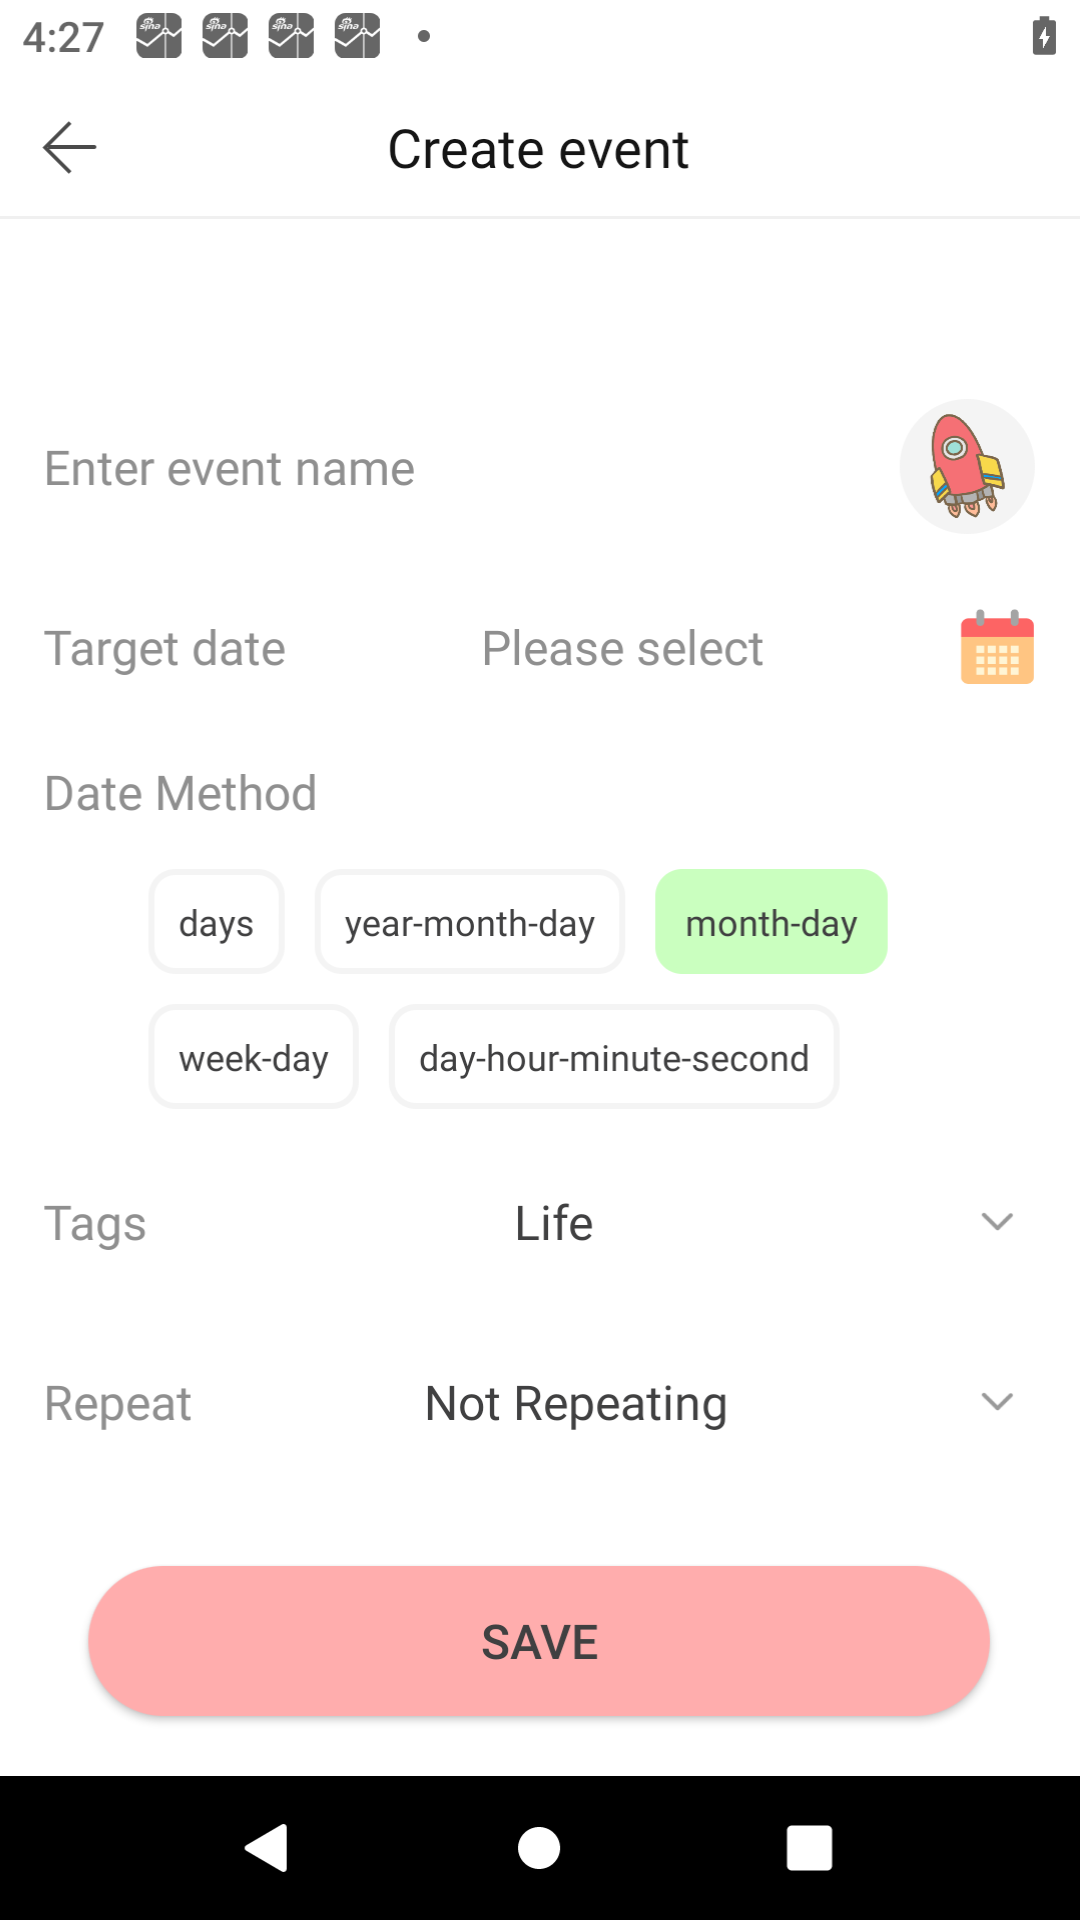 4:27
Create event
Enter event name
Target date Please select
Date Method
days year-month-day month-day
week-day day-hour-minute-second
Tags Life
Repeat Not Repeating
SAVE